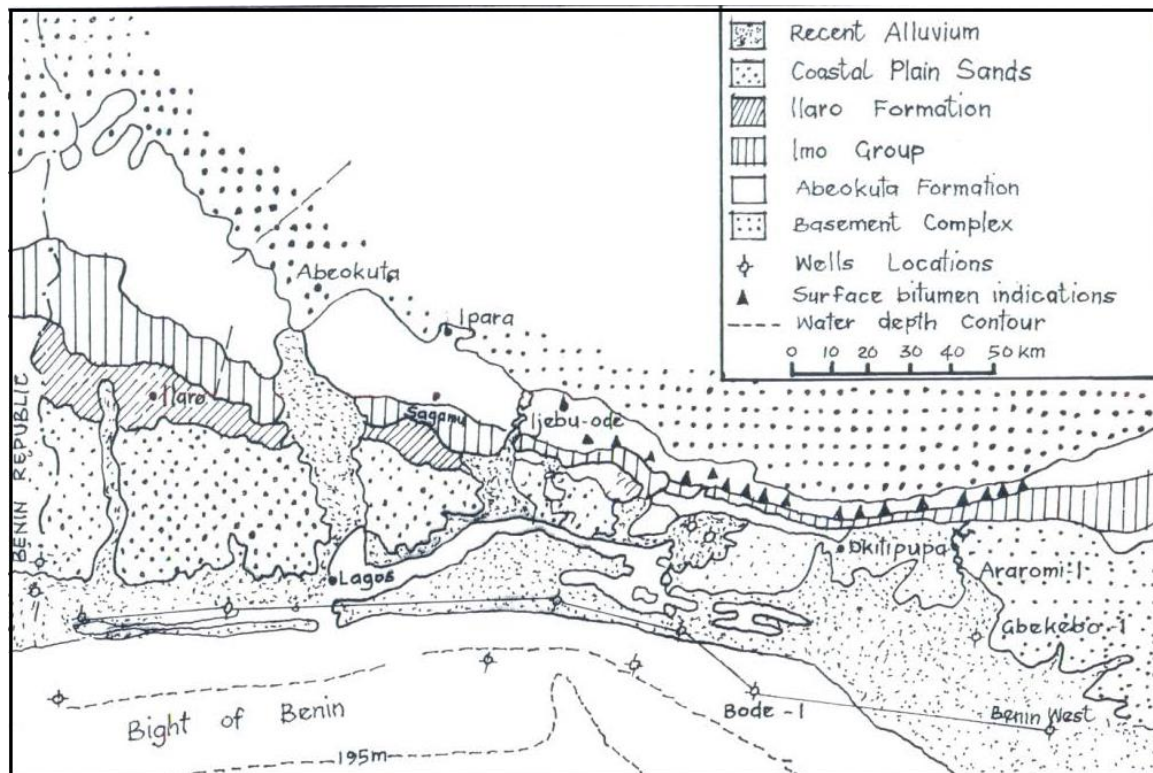 Recent Alluvium
Coastal Plain Sands
Ilaro Formation
Imo Group
Abeokuta Formation
Basement Complex
Wells Locations
Surface bitumen indications
Water depth Contour
0 10 20 30 40 50 km
Abeokuta
Ipara
Ilaro
Sagamu
Ijebu-ode
BENIN REPUBLIC
Okitipupa
Araromi-1
Lagos
Gbekebo-1
Bode-1
Benin West
Bight of Benin
195m